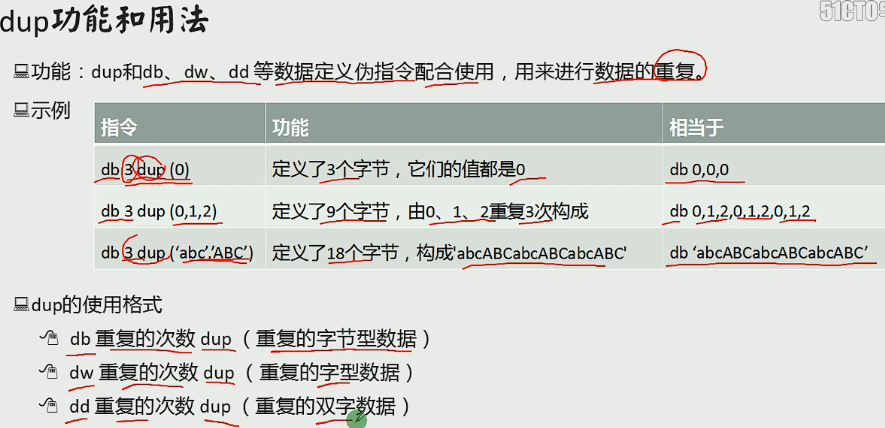 51CTO
dup功能和用法
功能：dup和db、dw、dd 等数据定义伪指令配合使用，用来进行数据的重复。
示例
指令 功能 相当于
db 3 dup (0) 定义了3个字节，它们的值都是0 db 0,0,0
db 3 dup (0,1,2) 定义了9个字节，由0、1、2重复3次构成 db 0,1,2,0,1,2,0,1,2
db 3 dup (‘abc’,’ABC’) 定义了18个字节，构成'abcABCabcABCabcABC' db ‘abcABCabcABCabcABC’
dup的使用格式
db 重复的次数 dup （ 重复的字节型数据 ）
dw 重复的次数 dup （ 重复的字型数据 ）
dd 重复的次数 dup （ 重复的双字数据 ）